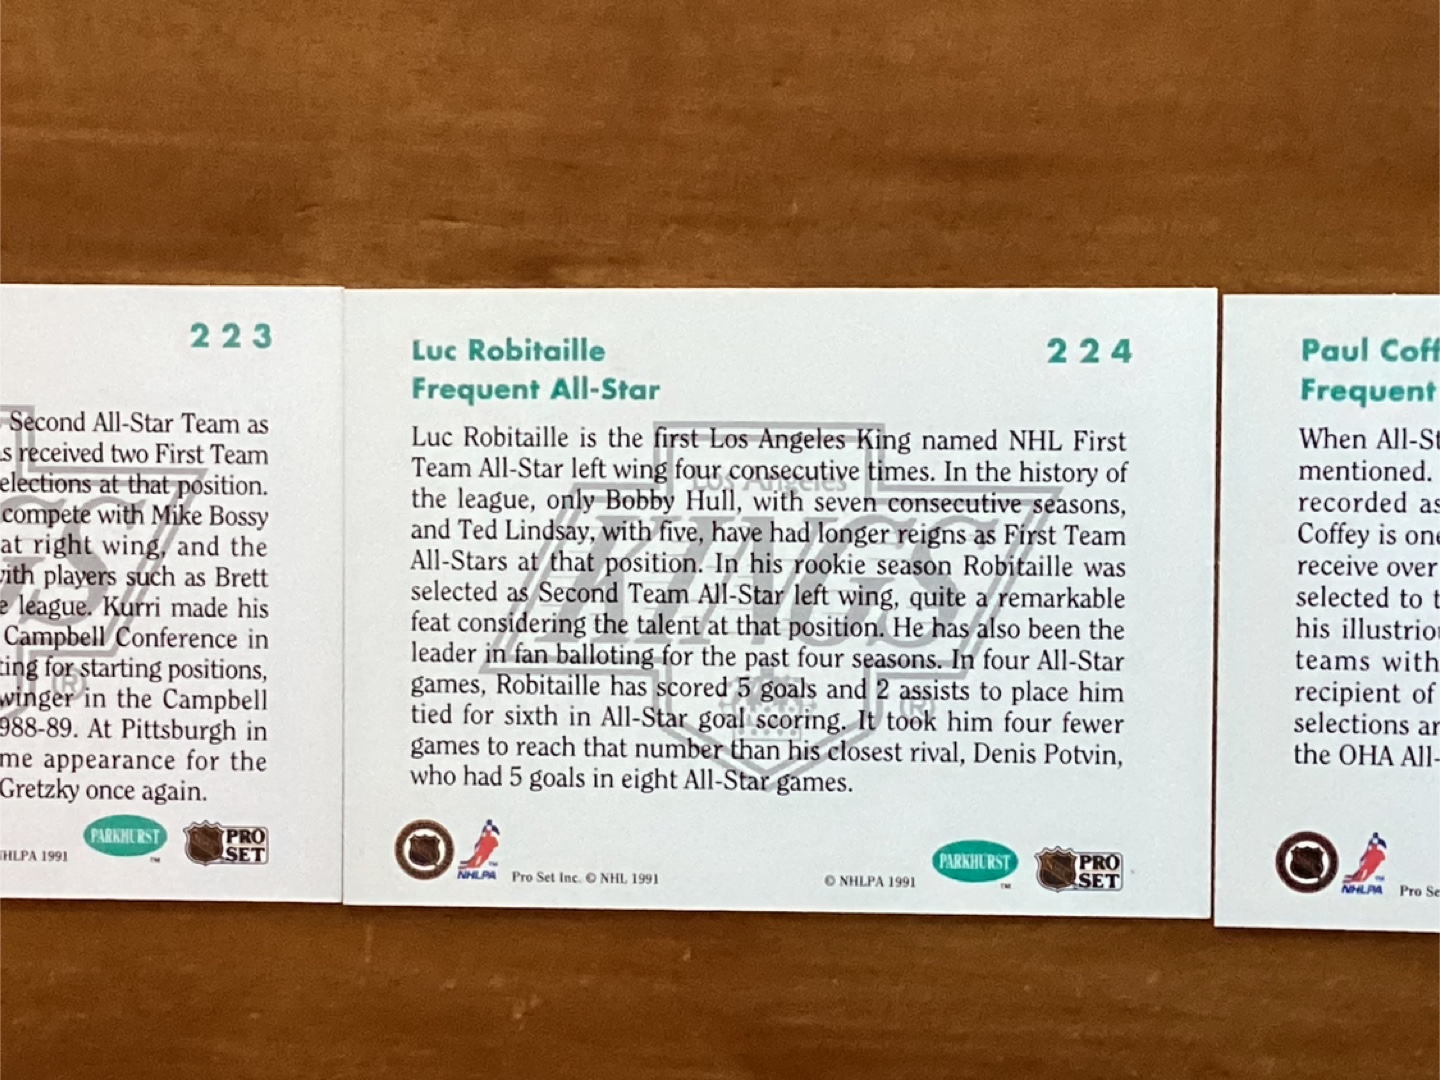 223
Second All-Star Team as
received two First Team
at that position.
compete with Mike Bossy
at right wing, and the
with players such as Brett
league. Kurri made his
Campbell Conference in
for starting positions,
winger in the Campbell
988-89. At Pittsburgh in
appearance for the
Gretzky once again.
1991
PARKHURST
TM
PRO
SET
Luc Robitaille
Frequent All-Star
224
Los Angeles
KINGS
Luc Robitaille is the first Los Angeles King named NHL First
Team All-Star left wing four consecutive times. In the history of
the league, only Bobby Hull, with seven consecutive seasons,
and Ted Lindsay, with five, have had longer reigns as First Team
All-Stars at that position. In his rookie season Robitaille was
selected as Second Team All-Star left wing, quite a remarkable
feat considering the talent at that position. He has also been the
leader in fan balloting for the past four seasons. In four All-Star
games, Robitaille has scored 5 goals and 2 assists to place him
tied for sixth in All-Star goal scoring. It took him four fewer
games to reach that number than his closest rival, Denis Potvin,
who had 5 goals in eight All-Star games.
NHLPA
Pro Set Inc. © NHL 1991
© NHLPA 1991
PARKHURST
TM
PRO
SET
Paul Coff
Frequent
When All-St
mentioned.
recorded as
Coffey is one
receive over
selected to t
his illustrio
teams with
recipient of
selections ar
the OHA All-
NHLPA
Pro Se